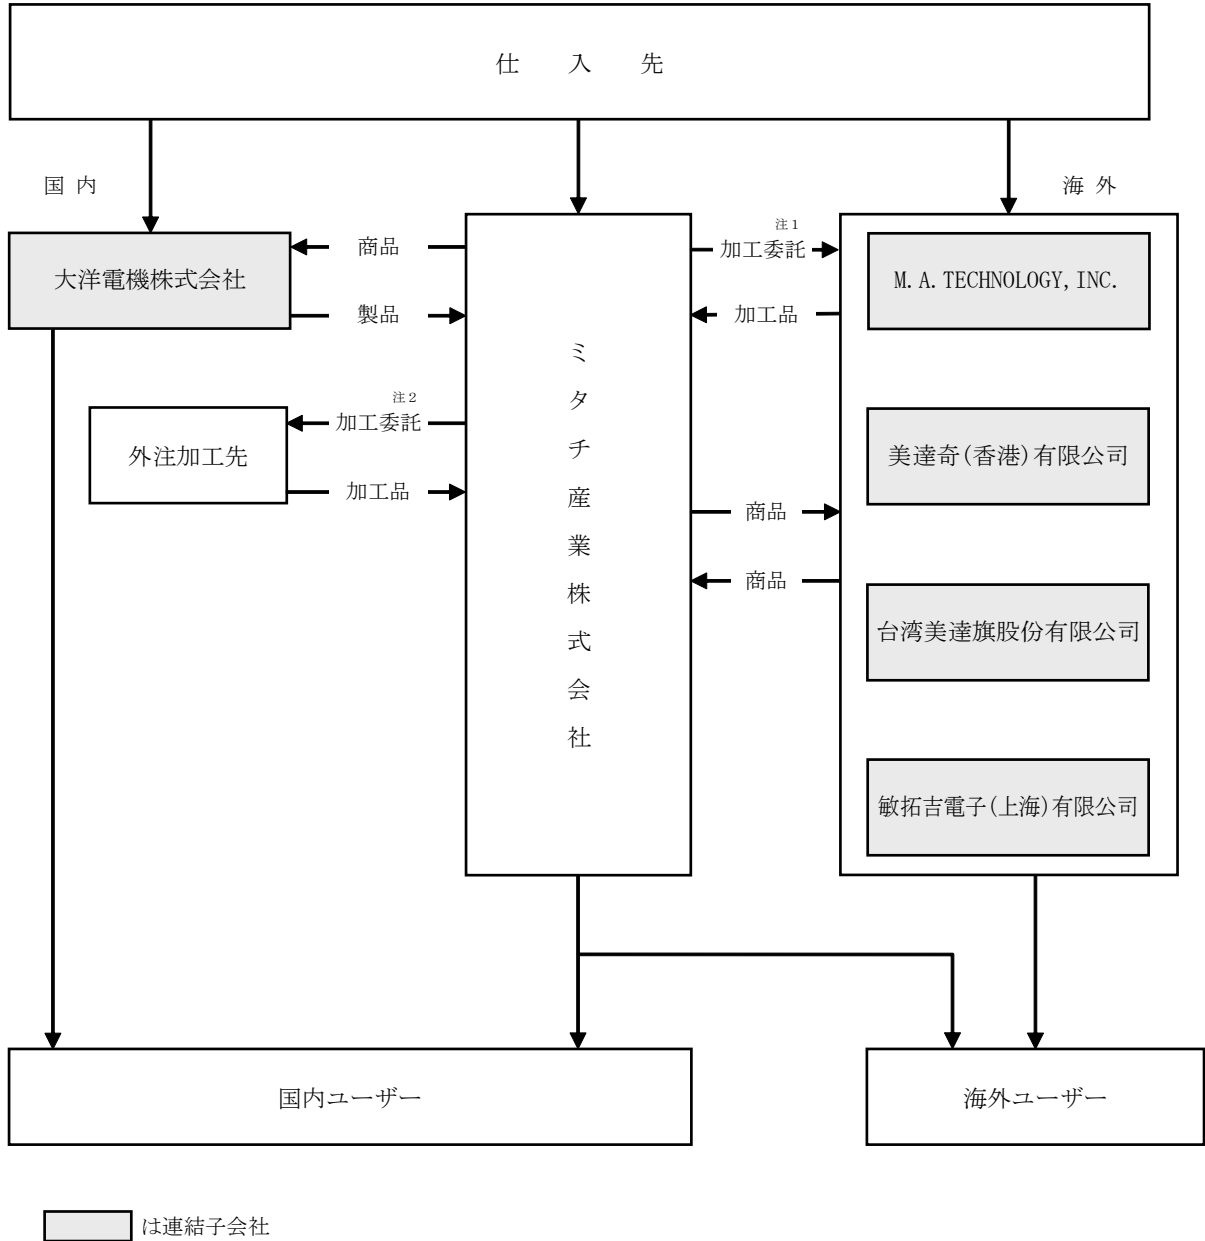 仕 入 先
国 内
海 外
大洋電機株式会社
商品
製品
注2
加工委託
外注加工先
加工品
ミタチ産業株式会社
注1
加工委託
加工品
商品
商品
M.A.TECHNOLOGY,INC.
美達奇(香港)有限公司
台湾美達旗股份有限公司
敏拓吉電子(上海)有限公司
国内ユーザー
海外ユーザー
は連結子会社